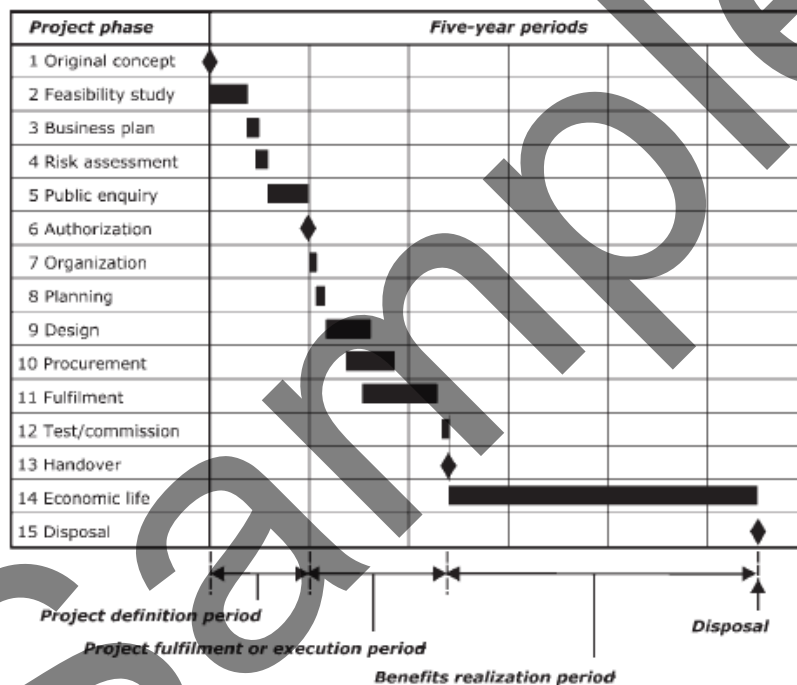 Project phase Five-year periods
1 Original concept
2 Feasibility study
3 Business plan
4 Risk assessment
5 Public enquiry
6 Authorization
7 Organization
8 Planning
9 Design
10 Procurement
11 Fulfilment
12 Test/commission
13 Handover
14 Economic life
15 Disposal
Project definition period
Disposal
Project fulfilment or execution period
Benefits realization period
Sample